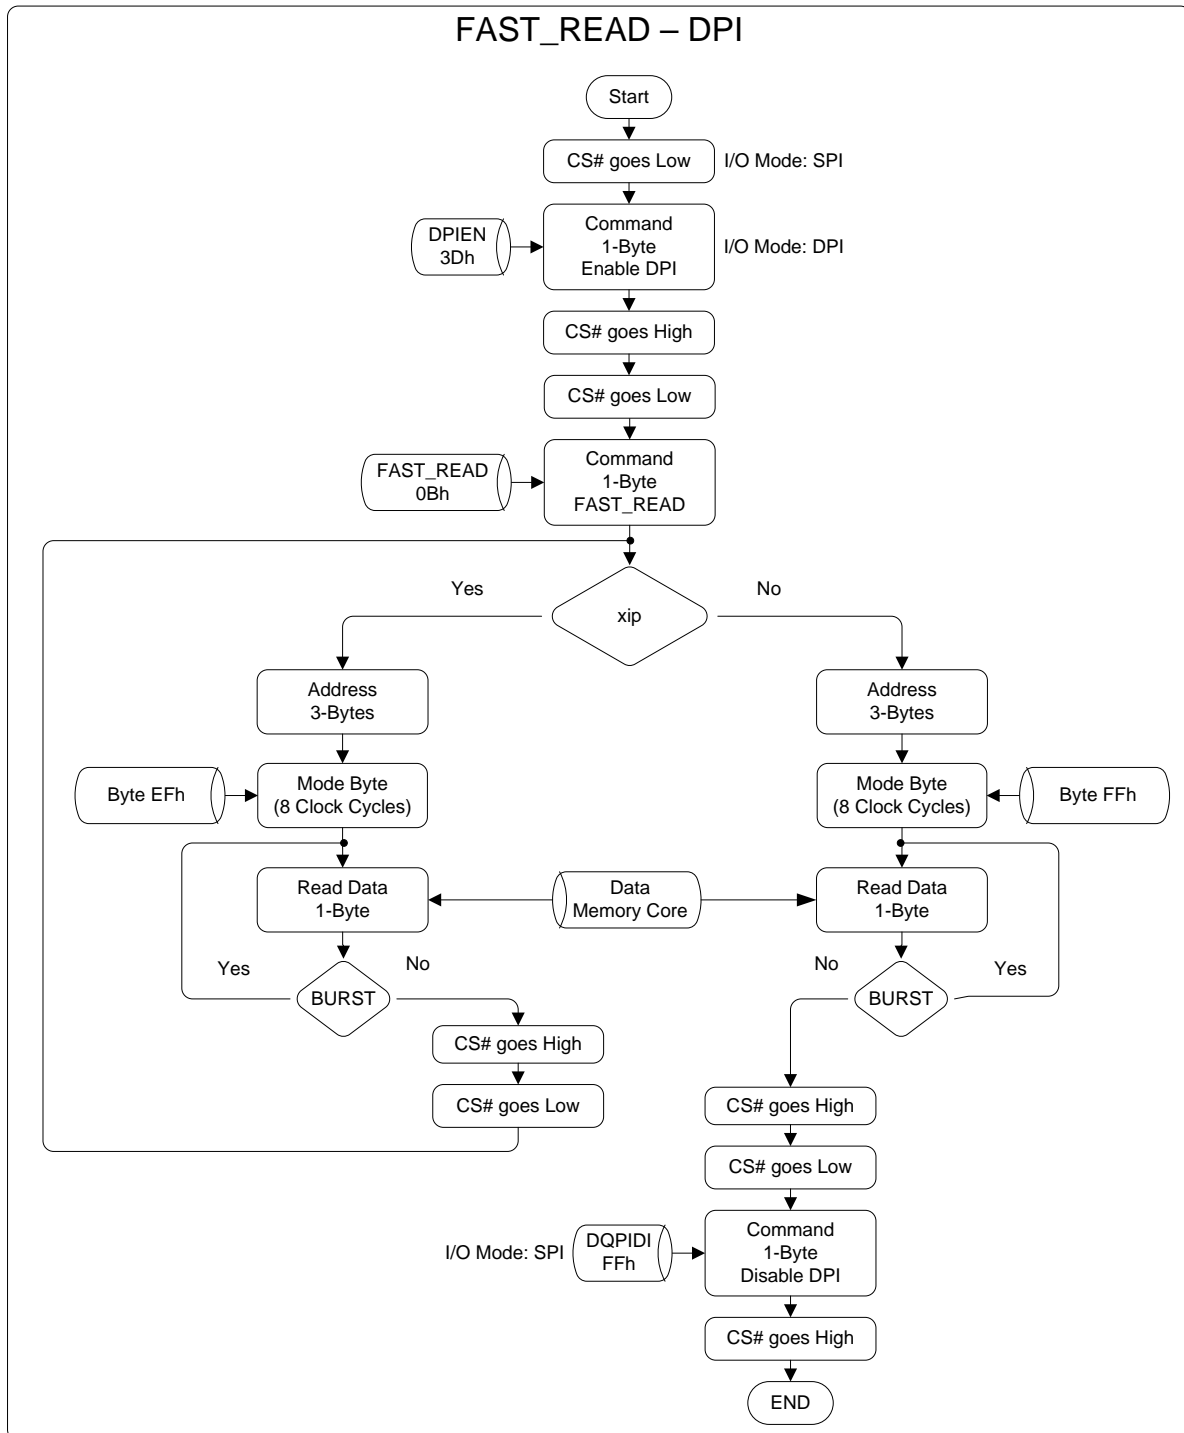 FAST_READ – DPI
Start
CS# goes Low
I/O Mode: SPI
DPIEN
3Dh
Command
1-Byte
Enable DPI
I/O Mode: DPI
CS# goes High
CS# goes Low
FAST_READ
0Bh
Command
1-Byte
FAST_READ
Yes
No
xip
Address
3-Bytes
Address
3-Bytes
Byte EFh
Mode Byte
(8 Clock Cycles)
Mode Byte
(8 Clock Cycles)
Byte FFh
Read Data
1-Byte
Data
Memory Core
Read Data
1-Byte
Yes
No
BURST
No
Yes
BURST
CS# goes High
CS# goes Low
CS# goes High
CS# goes Low
I/O Mode: SPI
DQPIDI
FFh
Command
1-Byte
Disable DPI
CS# goes High
END